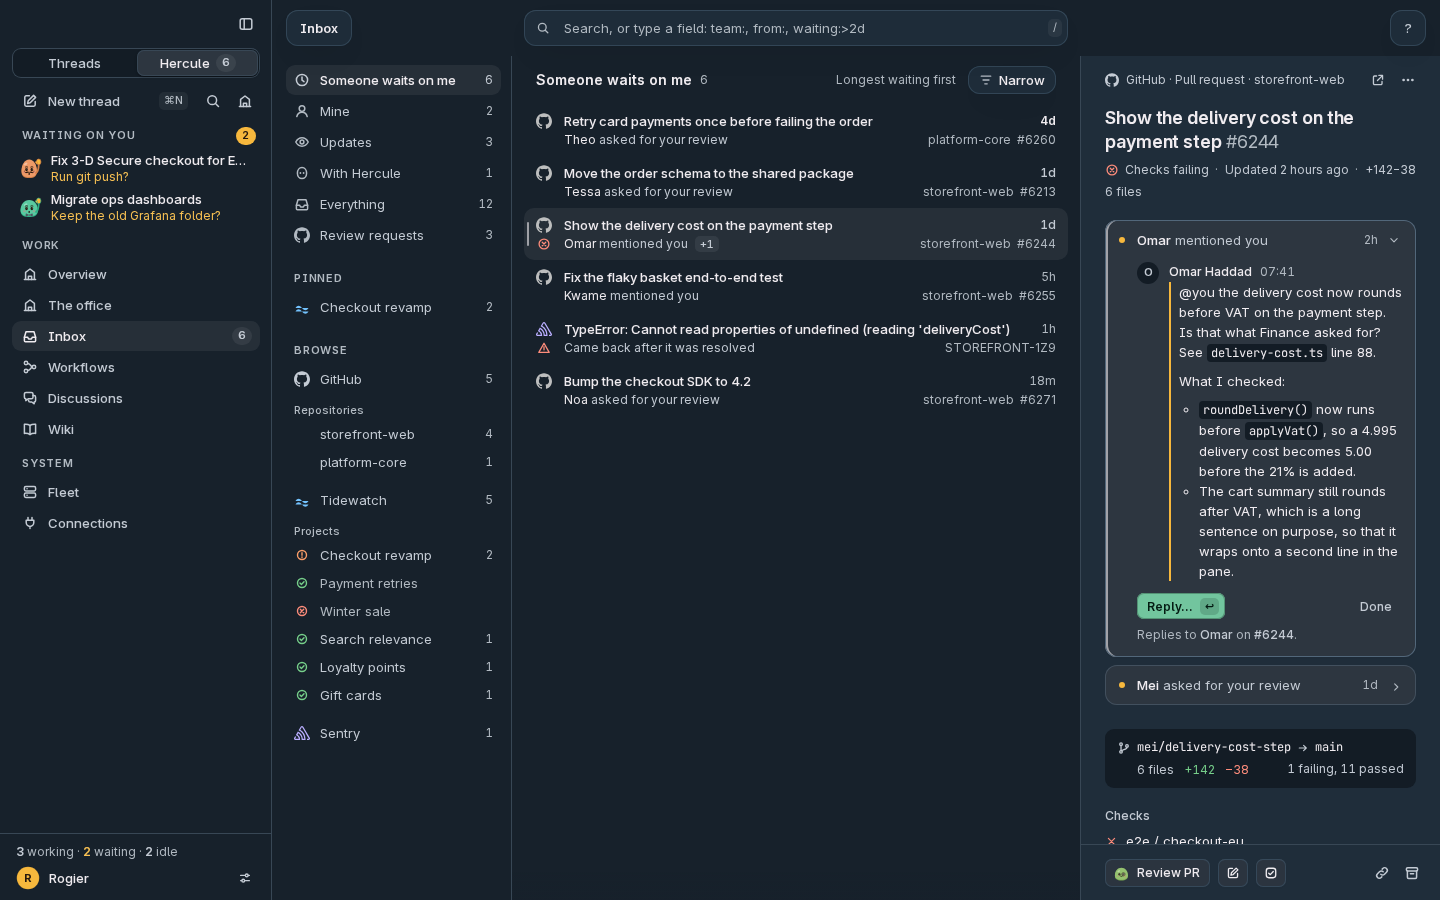 Threads
Hercule 6
New thread ⌘N
WAITING ON YOU 2
Fix 3-D Secure checkout for E…
Run git push?
Migrate ops dashboards
Keep the old Grafana folder?
WORK
Overview
The office
Inbox 6
Workflows
Discussions
Wiki
SYSTEM
Fleet
Connections
3 working · 2 waiting · 2 idle
R Rogier
Inbox
Someone waits on me 6
Mine 2
Updates 3
With Hercule 1
Everything 12
Review requests 3
PINNED
Checkout revamp 2
BROWSE
GitHub 5
Repositories
storefront-web 4
platform-core 1
Tidewatch 5
Projects
Checkout revamp 2
Payment retries
Winter sale
Search relevance 1
Loyalty points 1
Gift cards 1
Sentry 1
Search, or type a field: team:, from:, waiting:>2d /
?
Someone waits on me 6 Longest waiting first Narrow
Retry card payments once before failing the order 4d
Theo asked for your review platform-core #6260
Move the order schema to the shared package 1d
Tessa asked for your review storefront-web #6213
Show the delivery cost on the payment step 1d
Omar mentioned you +1 storefront-web #6244
Fix the flaky basket end-to-end test 5h
Kwame mentioned you storefront-web #6255
TypeError: Cannot read properties of undefined (reading 'deliveryCost') 1h
Came back after it was resolved STOREFRONT-1Z9
Bump the checkout SDK to 4.2 18m
Noa asked for your review storefront-web #6271
GitHub · Pull request · storefront-web
Show the delivery cost on the
payment step #6244
Checks failing · Updated 2 hours ago · +142−38
6 files
Omar mentioned you 2h
O Omar Haddad 07:41
@you the delivery cost now rounds
before VAT on the payment step.
Is that what Finance asked for?
See delivery-cost.ts line 88.
What I checked:
roundDelivery() now runs
before applyVat(), so a 4.995
delivery cost becomes 5.00
before the 21% is added.
The cart summary still rounds
after VAT, which is a long
sentence on purpose, so that it
wraps onto a second line in the
pane.
Reply... ↩ Done
Replies to Omar on #6244.
Mei asked for your review 1d
mei/delivery-cost-step → main
6 files +142 −38 1 failing, 11 passed
Checks
e2e / checkout-eu
Review PR